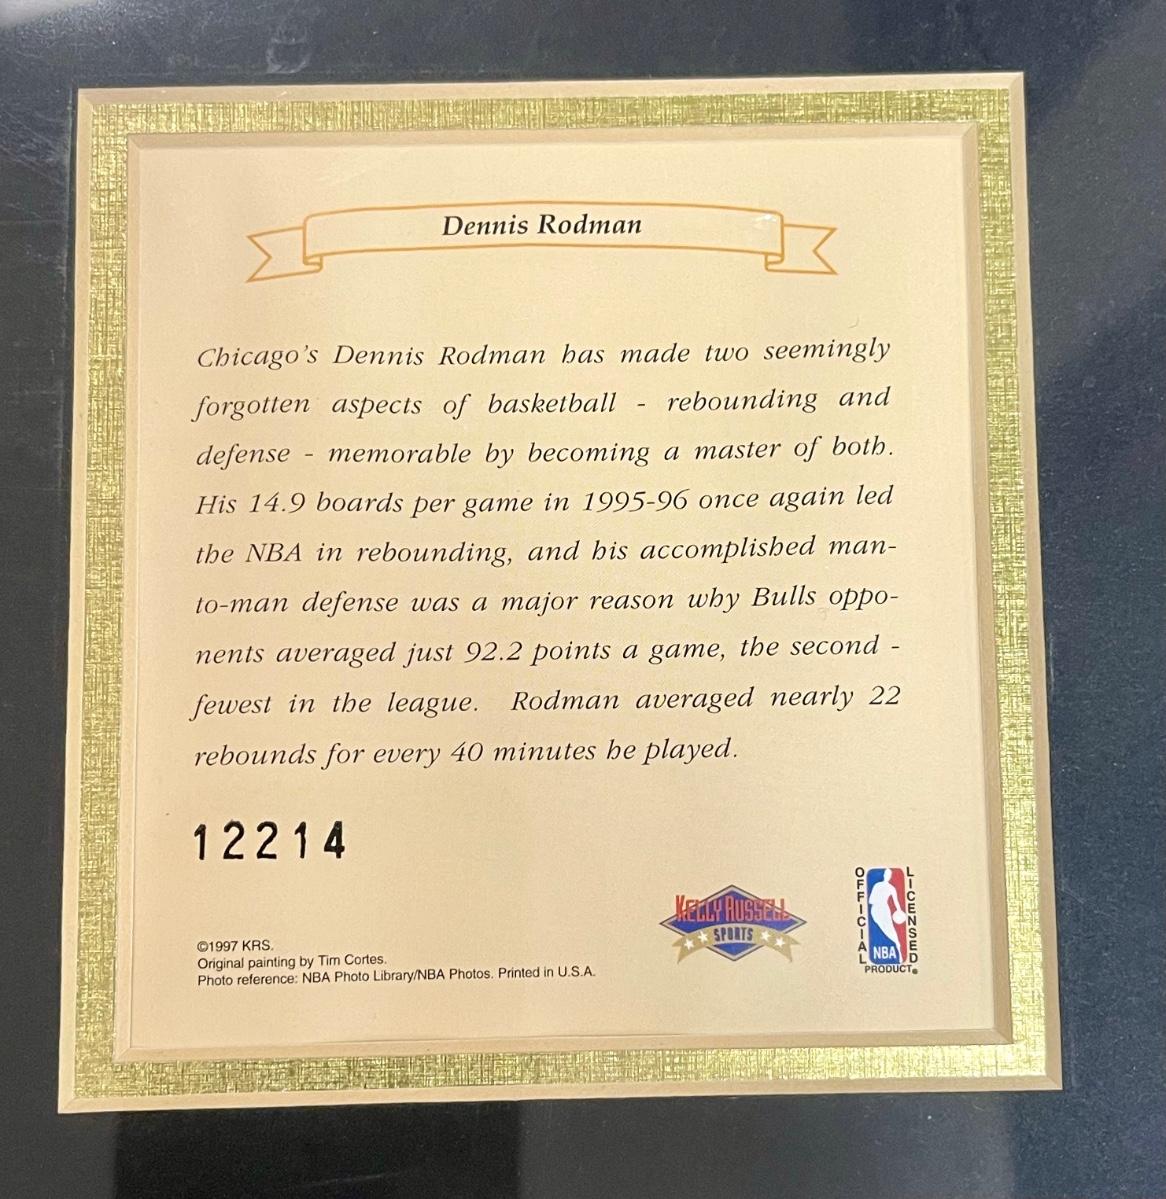 Dennis Rodman
Chicago's Dennis Rodman has made two seemingly
forgotten aspects of basketball - rebounding and
defense - memorable by becoming a master of both.
His 14.9 boards per game in 1995-96 once again led
the NBA in rebounding, and his accomplished man-
to-man defense was a major reason why Bulls oppo-
nents averaged just 92.2 points a game, the second -
fewest in the league. Rodman averaged nearly 22
rebounds for every 40 minutes he played.
12214
©1997 KRS.
Original painting by Tim Cortes.
Photo reference: NBA Photo Library/NBA Photos. Printed in U.S.A.
KELLY RUSSELL
SPORTS
OFFICIAL
LICENSED
NBA
PRODUCT